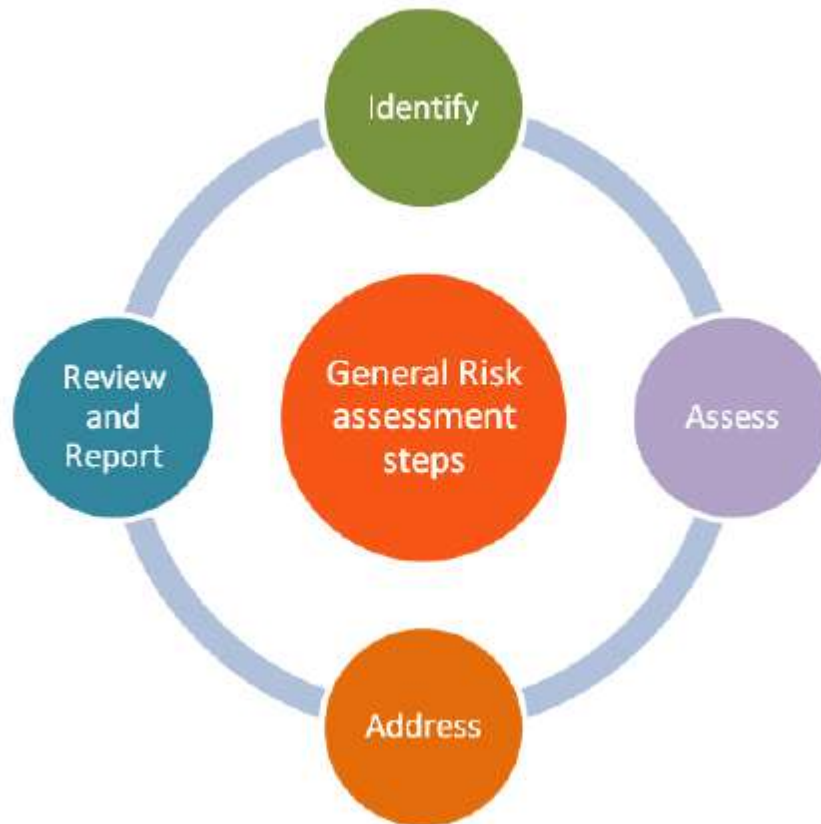 Identify
General Risk
assessment
steps
Assess
Address
Review
and
Report